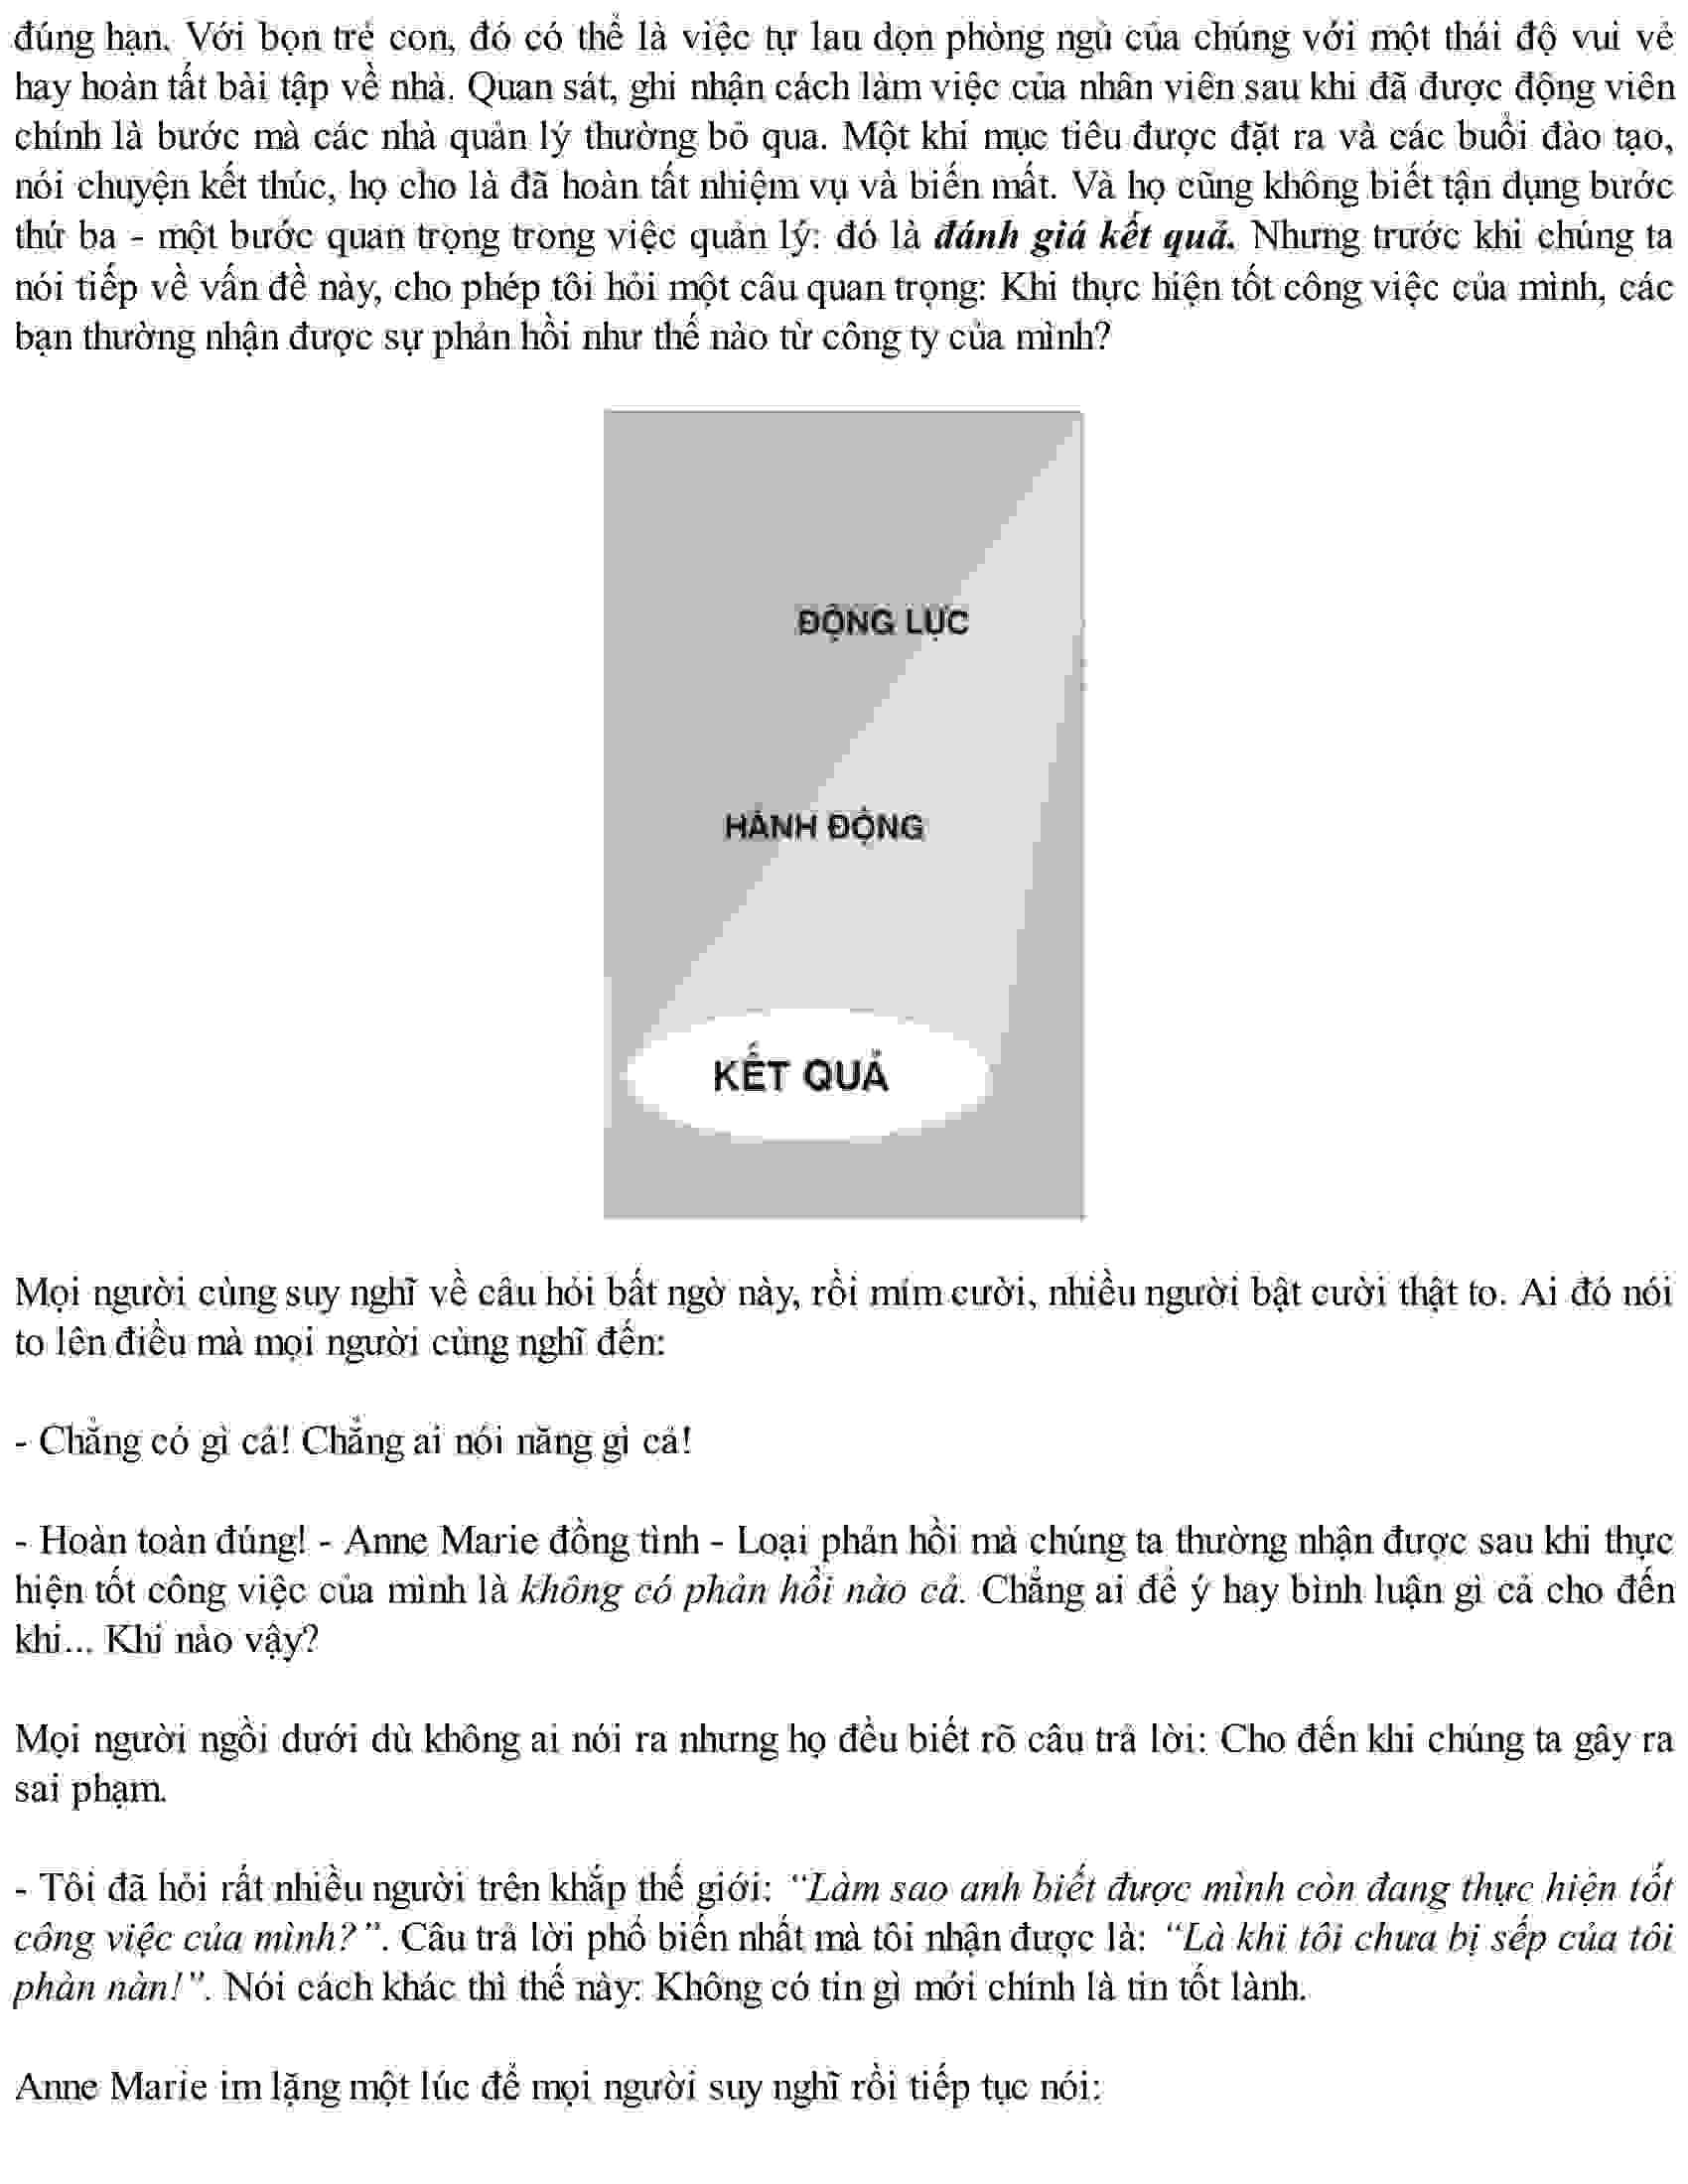 đúng hạn. Với bọn trẻ con, đó có thể là việc tự lau dọn phòng ngủ của chúng với một thái độ vui vẻ
hay hoàn tất bài tập về nhà. Quan sát, ghi nhận cách làm việc của nhân viên sau khi đã được động viên
chính là bước mà các nhà quản lý thường bỏ qua. Một khi mục tiêu được đặt ra và các buổi đào tạo,
nói chuyện kết thúc, họ cho là đã hoàn tất nhiệm vụ và biến mất. Và họ cũng không biết tận dụng bước
thứ ba - một bước quan trọng trong việc quản lý: đó là đánh giá kết quả. Nhưng trước khi chúng ta
nói tiếp về vấn đề này, cho phép tôi hỏi một câu quan trọng: Khi thực hiện tốt công việc của mình, các
bạn thường nhận được sự phản hồi như thế nào từ công ty của mình?
ĐỘNG LỰC
HÀNH ĐỘNG
KẾT QUẢ
Mọi người cùng suy nghĩ về câu hỏi bất ngờ này, rồi mỉm cười, nhiều người bật cười thật to. Ai đó nói
to lên điều mà mọi người cùng nghĩ đến:
- Chẳng có gì cả! Chẳng ai nói năng gì cả!
- Hoàn toàn đúng! - Anne Marie đồng tình - Loại phản hồi mà chúng ta thường nhận được sau khi thực
hiện tốt công việc của mình là không có phản hồi nào cả. Chẳng ai để ý hay bình luận gì cả cho đến
khi... Khi nào vậy?
Mọi người ngồi dưới dù không ai nói ra nhưng họ đều biết rõ câu trả lời: Cho đến khi chúng ta gây ra
sai phạm.
- Tôi đã hỏi rất nhiều người trên khắp thế giới: “Làm sao anh biết được mình còn đang thực hiện tốt
công việc của mình?”. Câu trả lời phổ biến nhất mà tôi nhận được là: “Là khi tôi chưa bị sếp của tôi
phàn nàn!”. Nói cách khác thì thế này: Không có tin gì mới chính là tin tốt lành.
Anne Marie im lặng một lúc để mọi người suy nghĩ rồi tiếp tục nói: